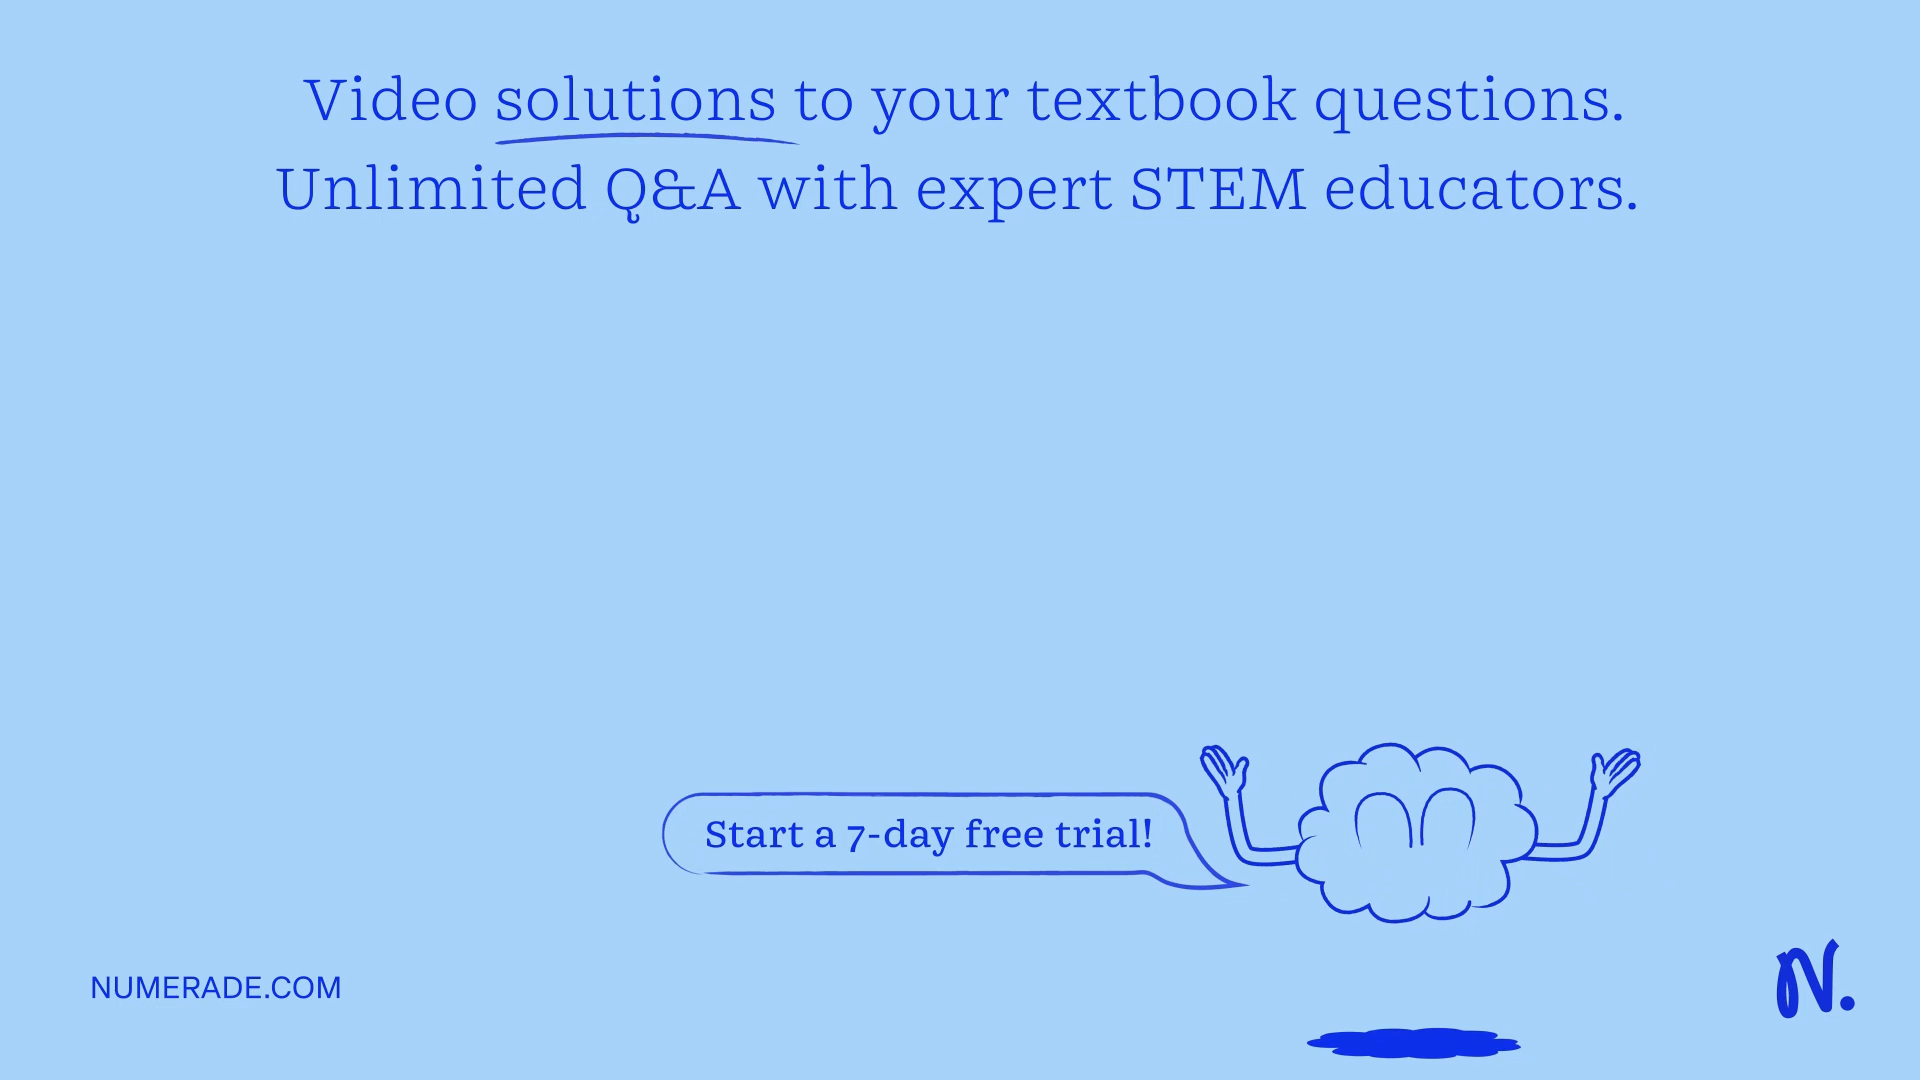 Video solutions to your textbook questions.
Unlimited Q&A with expert STEM educators.
Start a 7-day free trial!
NUMERADE.COM
N.